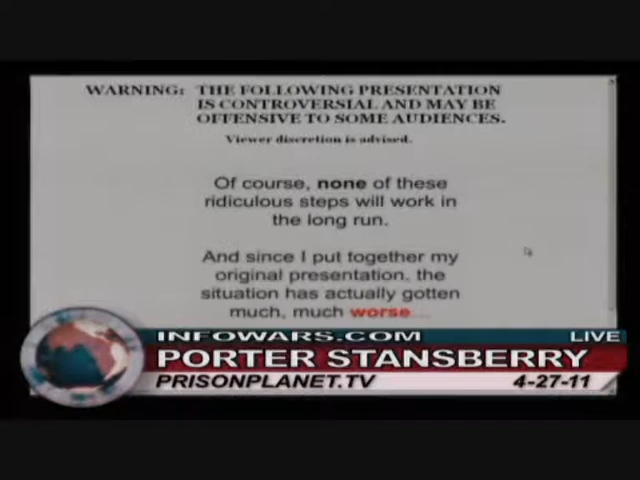 WARNING: THE FOLLOWING PRESENTATION
IS CONTROVERSIAL AND MAY BE
OFFENSIVE TO SOME AUDIENCES.
Viewer discretion is advised.
Of course, none of these
ridiculous steps will work in
the long run.
And since I put together my
original presentation, the
situation has actually gotten
much, much worse...
INFOWARS.COM LIVE
PORTER STANSBERRY
PRISONPLANET.TV 4-27-11